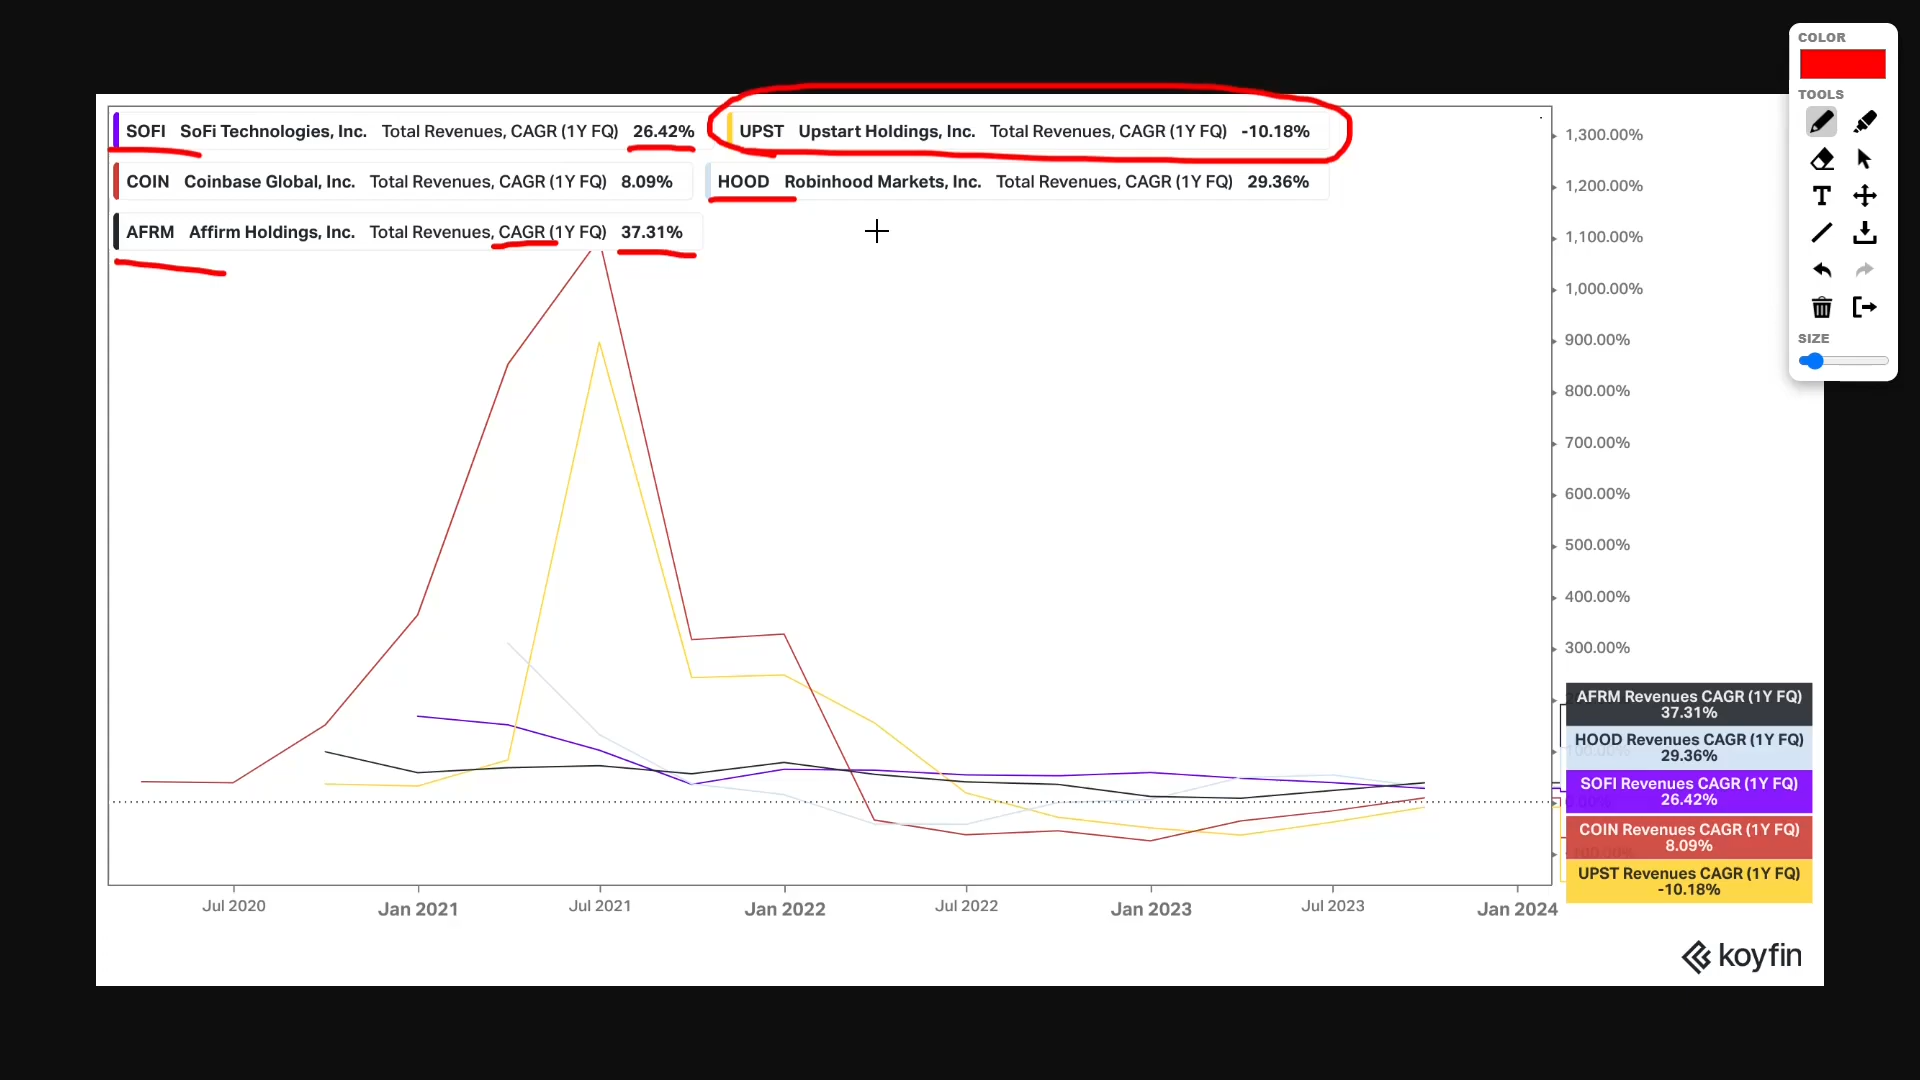 COLOR
TOOLS
SIZE
SOFI SoFi Technologies, Inc. Total Revenues, CAGR (1Y FQ) 26.42%
UPST Upstart Holdings, Inc. Total Revenues, CAGR (1Y FQ) -10.18%
COIN Coinbase Global, Inc. Total Revenues, CAGR (1Y FQ) 8.09%
HOOD Robinhood Markets, Inc. Total Revenues, CAGR (1Y FQ) 29.36%
AFRM Affirm Holdings, Inc. Total Revenues, CAGR (1Y FQ) 37.31%
1,300.00%
1,200.00%
1,100.00%
1,000.00%
900.00%
800.00%
700.00%
600.00%
500.00%
400.00%
300.00%
AFRM Revenues CAGR (1Y FQ)
37.31%
HOOD Revenues CAGR (1Y FQ)
29.36%
SOFI Revenues CAGR (1Y FQ)
26.42%
COIN Revenues CAGR (1Y FQ)
8.09%
UPST Revenues CAGR (1Y FQ)
-10.18%
Jul 2020
Jan 2021
Jul 2021
Jan 2022
Jul 2022
Jan 2023
Jul 2023
Jan 2024
koyfin